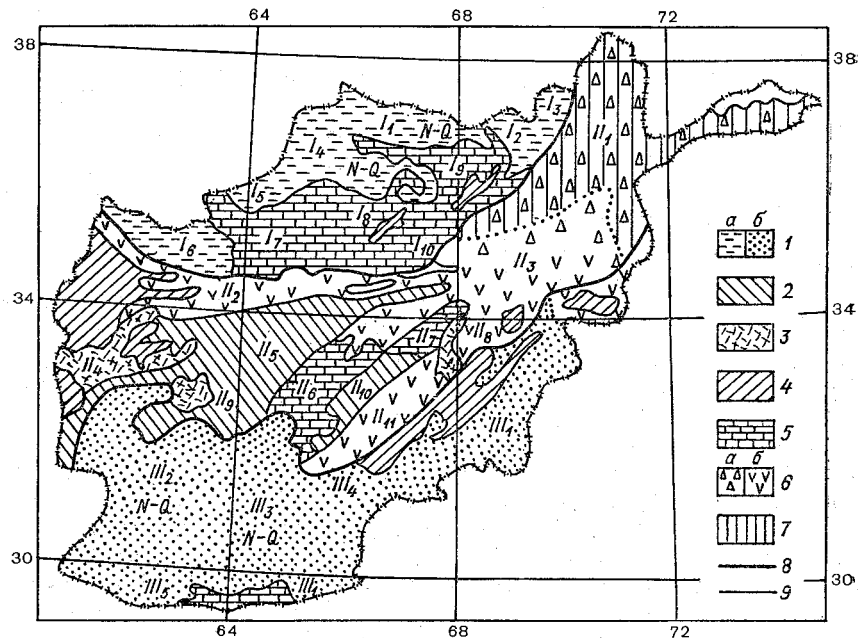 64 68 72
38 38
I₃
I₁ N-Q I₂
I₄ II₁
N-Q I₉
I₅
I₈
а б
I₇ I₁₀ 1
I₆ II₃
II₂ 2
34 34
II₇ II₈
II₅ 3
II₄
II₁₀ 4
II₉ II₆
II₁₁ 5
III₁ а б
III₂ III₄ 6
N-Q III₃
N-Q 7
30 8
III₅ III₁ 30
9
64 68 72